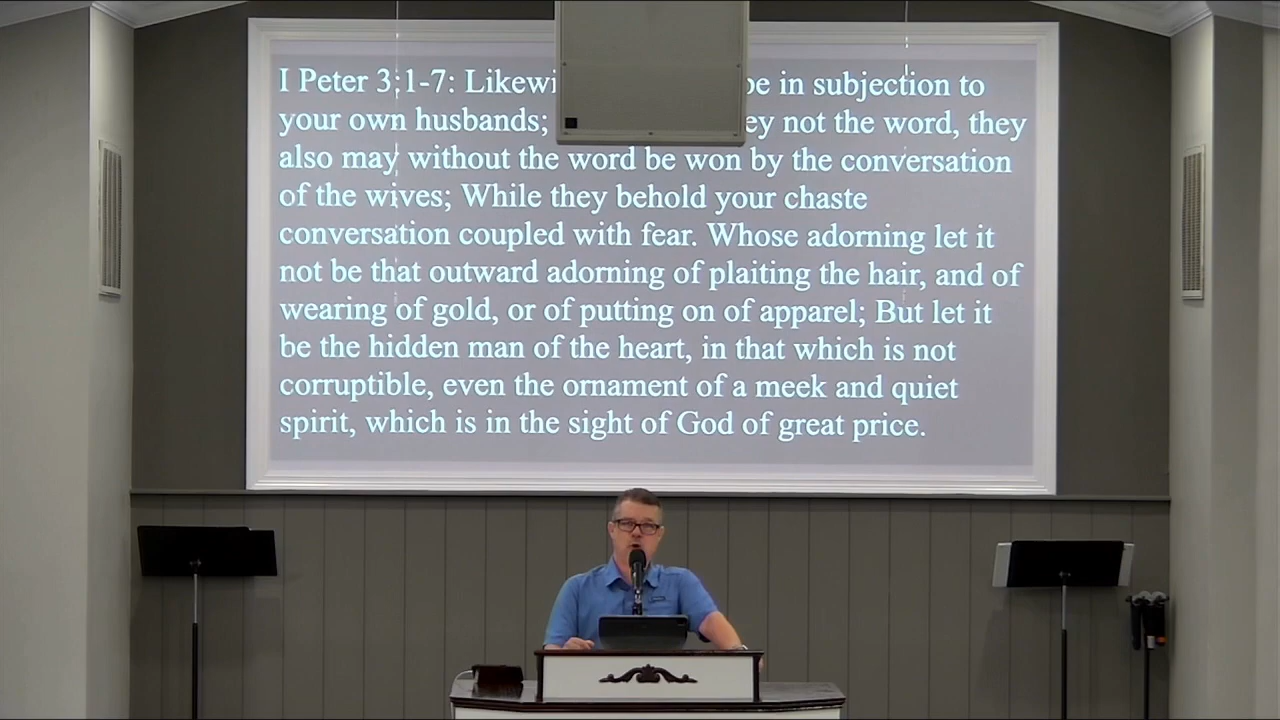 I Peter 3:1-7: Likewi be in subjection to
your own husbands; ey not the word, they
also may without the word be won by the conversation
of the wives; While they behold your chaste
conversation coupled with fear. Whose adorning let it
not be that outward adorning of plaiting the hair, and of
wearing of gold, or of putting on of apparel; But let it
be the hidden man of the heart, in that which is not
corruptible, even the ornament of a meek and quiet
spirit, which is in the sight of God of great price.